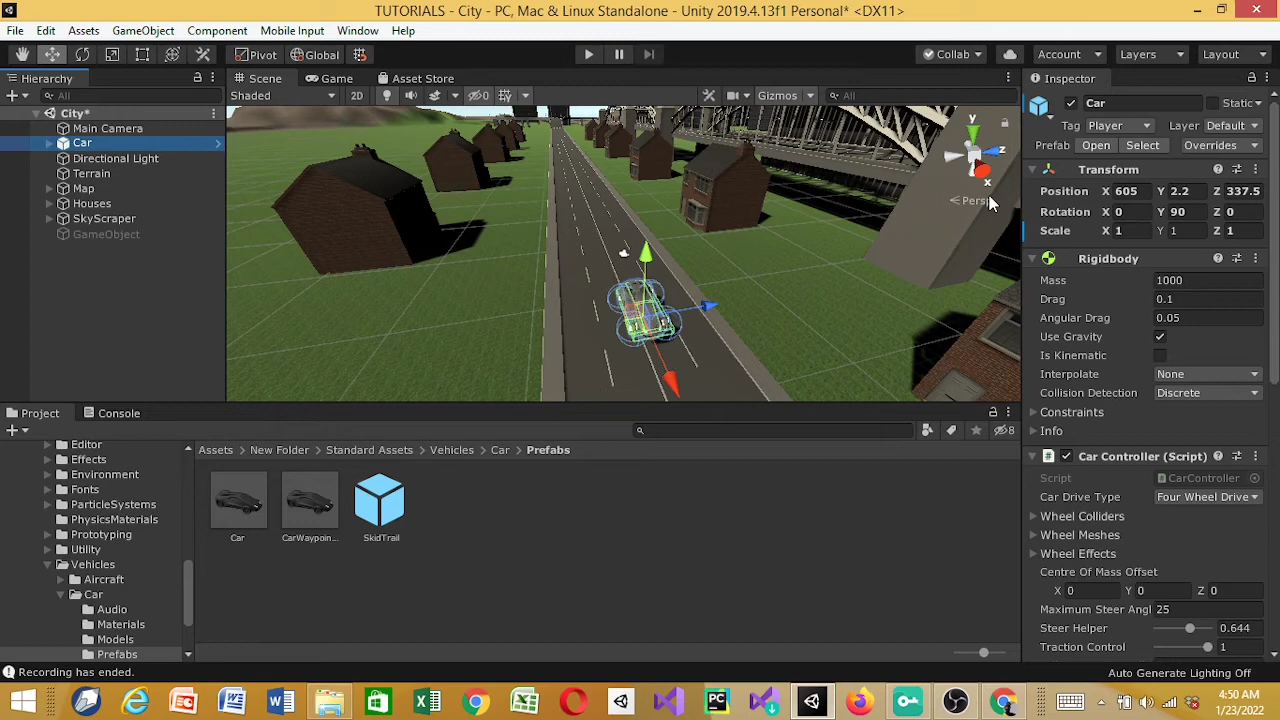 TUTORIALS - City - PC, Mac & Linux Standalone - Unity 2019.4.13f1 Personal* <DX11>
File Edit Assets GameObject Component Mobile Input Window Help
Pivot Global Collab Account Layers Layout
Hierarchy Scene Game Asset Store Inspector
All Shaded 2D 0 Gizmos All Car Static
City* Tag Player Layer Default
Main Camera Prefab Open Select Overrides
Car
Directional Light
Terrain
Map
Houses
SkyScraper
GameObject
y
z
x
Persp
Transform
Position X 605 Y 2.2 Z 337.5
Rotation X 0 Y 90 Z 0
Scale X 1 Y 1 Z 1
Rigidbody
Mass 1000
Drag 0.1
Angular Drag 0.05
Use Gravity
Is Kinematic
Interpolate None
Collision Detection Discrete
Constraints
Info
Car Controller (Script)
Script CarController
Car Drive Type Four Wheel Drive
Wheel Colliders
Wheel Meshes
Wheel Effects
Centre Of Mass Offset
X 0 Y 0 Z 0
Maximum Steer Angl 25
Steer Helper 0.644
Traction Control 1
Project Console
8
Assets New Folder Standard Assets Vehicles Car Prefabs
Editor
Effects
Environment
Fonts
ParticleSystems
PhysicsMaterials
Prototyping
Utility
Vehicles
Aircraft
Car
Audio
Materials
Models
Prefabs
Car CarWaypoin... SkidTrail
Recording has ended. Auto Generate Lighting Off
4:50 AM
1/23/2022